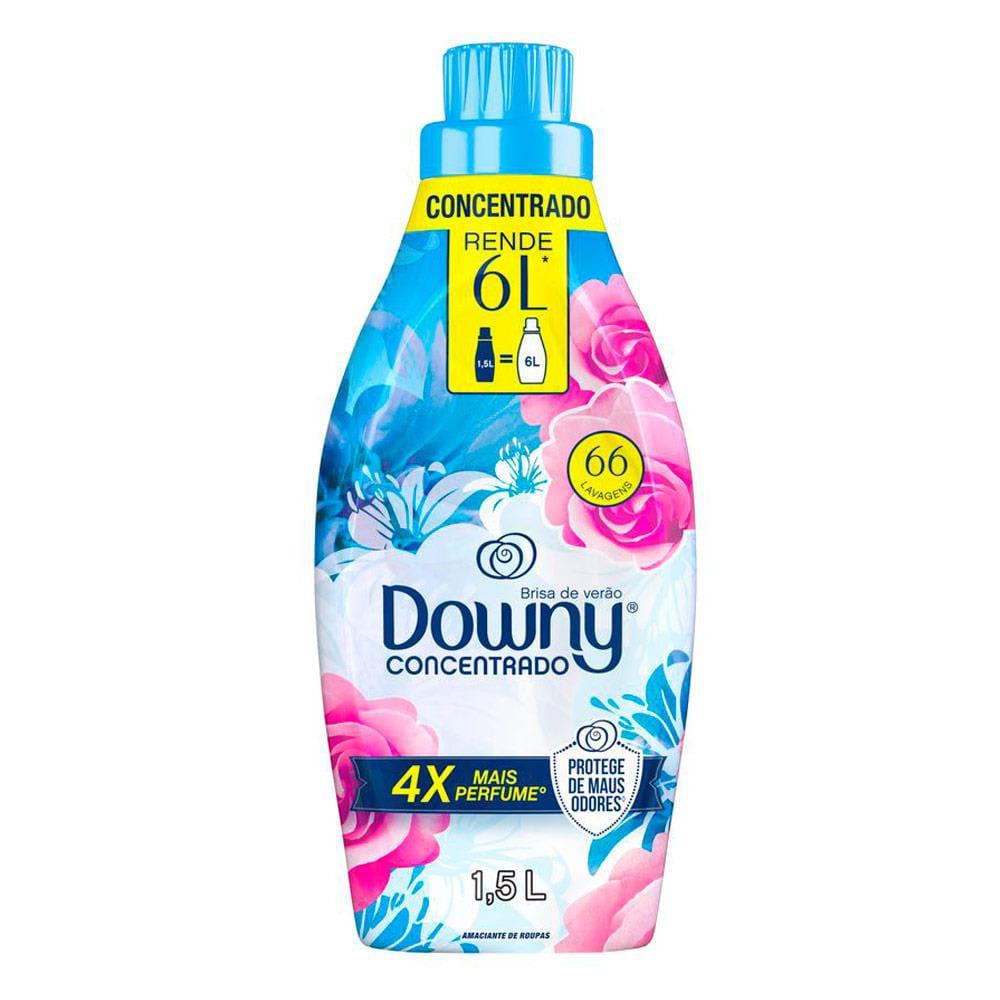 CONCENTRADO
RENDE
6L*
1,5L = 6L
66
LAVAGENS
Brisa de verão
Downy®
CONCENTRADO
4X MAIS
PERFUME°
PROTEGE
DE MAUS
ODORES
1,5 L
AMACIANTE DE ROUPAS